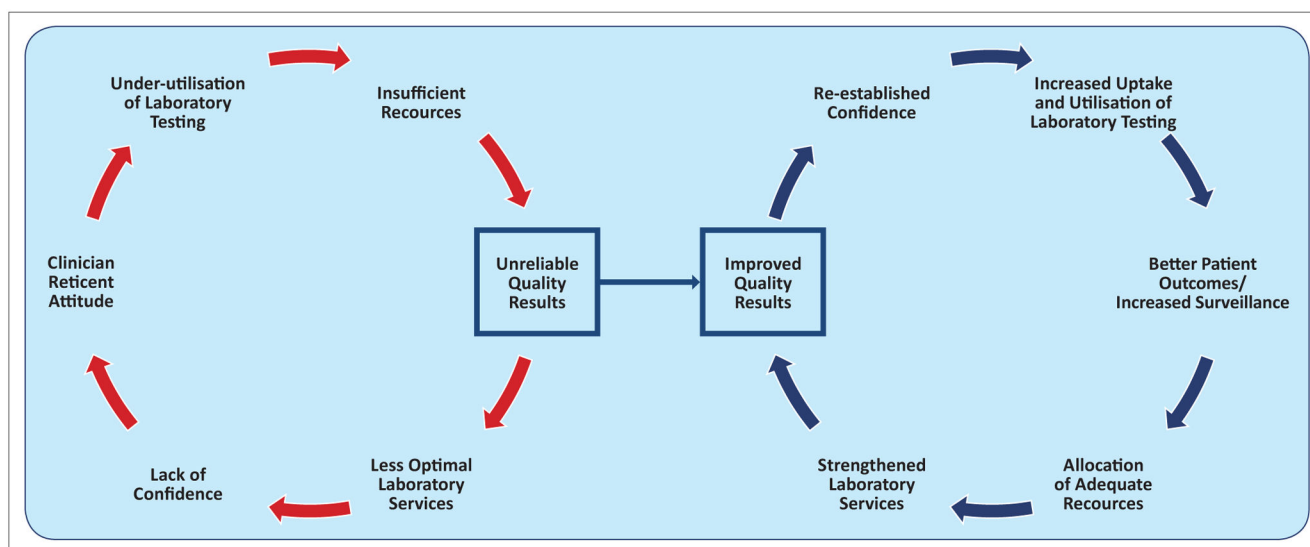 Under-utilisation
of Laboratory
Testing
Insufficient
Recources
Unreliable
Quality
Results
Less Optimal
Laboratory
Services
Lack of
Confidence
Clinician
Reticent
Attitude
Improved
Quality
Results
Re-established
Confidence
Increased Uptake
and Utilisation of
Laboratory Testing
Better Patient
Outcomes/
Increased Surveillance
Allocation
of Adequate
Recources
Strengthened
Laboratory
Services